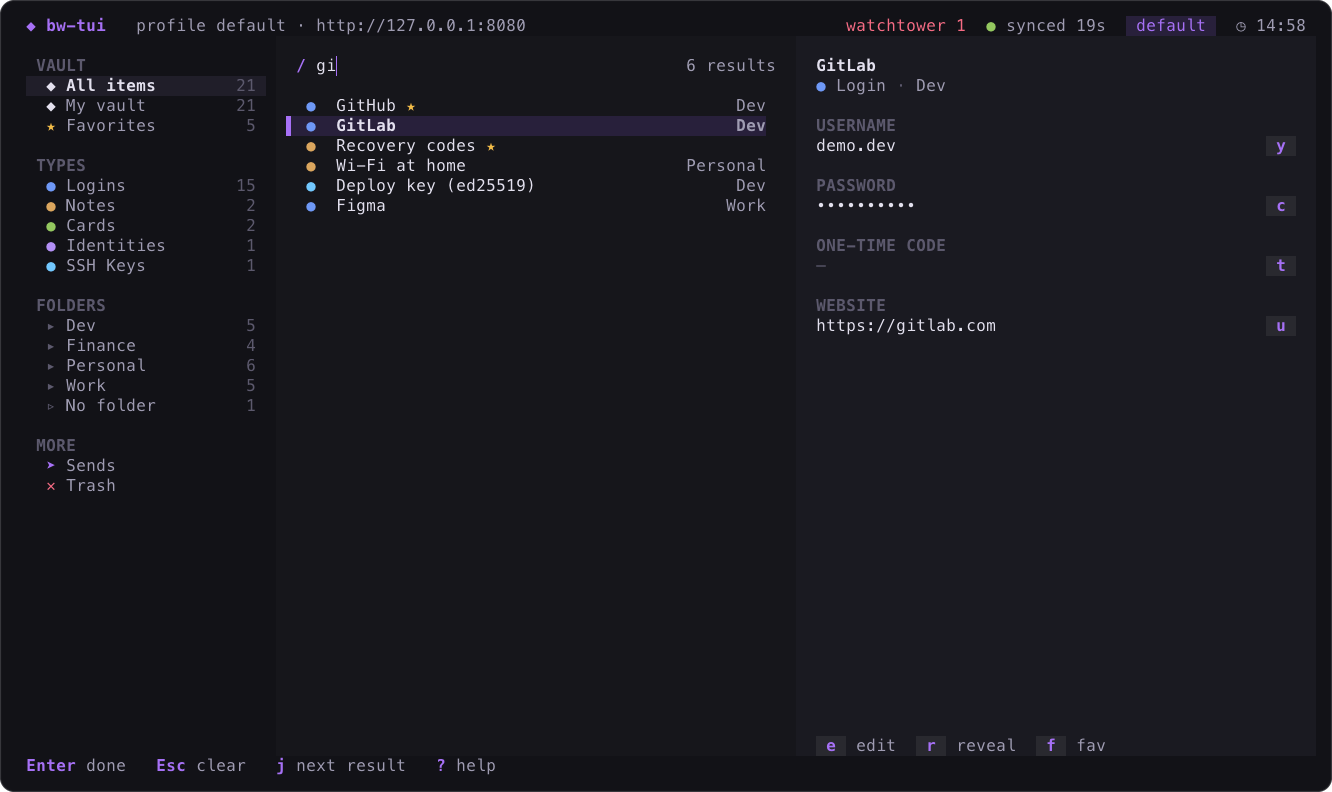 ◆ bw-tui profile default · http://127.0.0.1:8080 watchtower 1 ● synced 19s default ◷ 14:58
VAULT
◆ All items 21
◆ My vault 21
★ Favorites 5
TYPES
● Logins 15
● Notes 2
● Cards 2
● Identities 1
● SSH Keys 1
FOLDERS
▸ Dev 5
▸ Finance 4
▸ Personal 6
▸ Work 5
▹ No folder 1
MORE
➤ Sends
✕ Trash
/ gi 6 results
● GitHub ★ Dev
● GitLab Dev
● Recovery codes ★
● Wi-Fi at home Personal
● Deploy key (ed25519) Dev
● Figma Work
GitLab
● Login · Dev
USERNAME
demo.dev y
PASSWORD
•••••••••• c
ONE-TIME CODE
— t
WEBSITE
https://gitlab.com u
e edit r reveal f fav
Enter done Esc clear j next result ? help